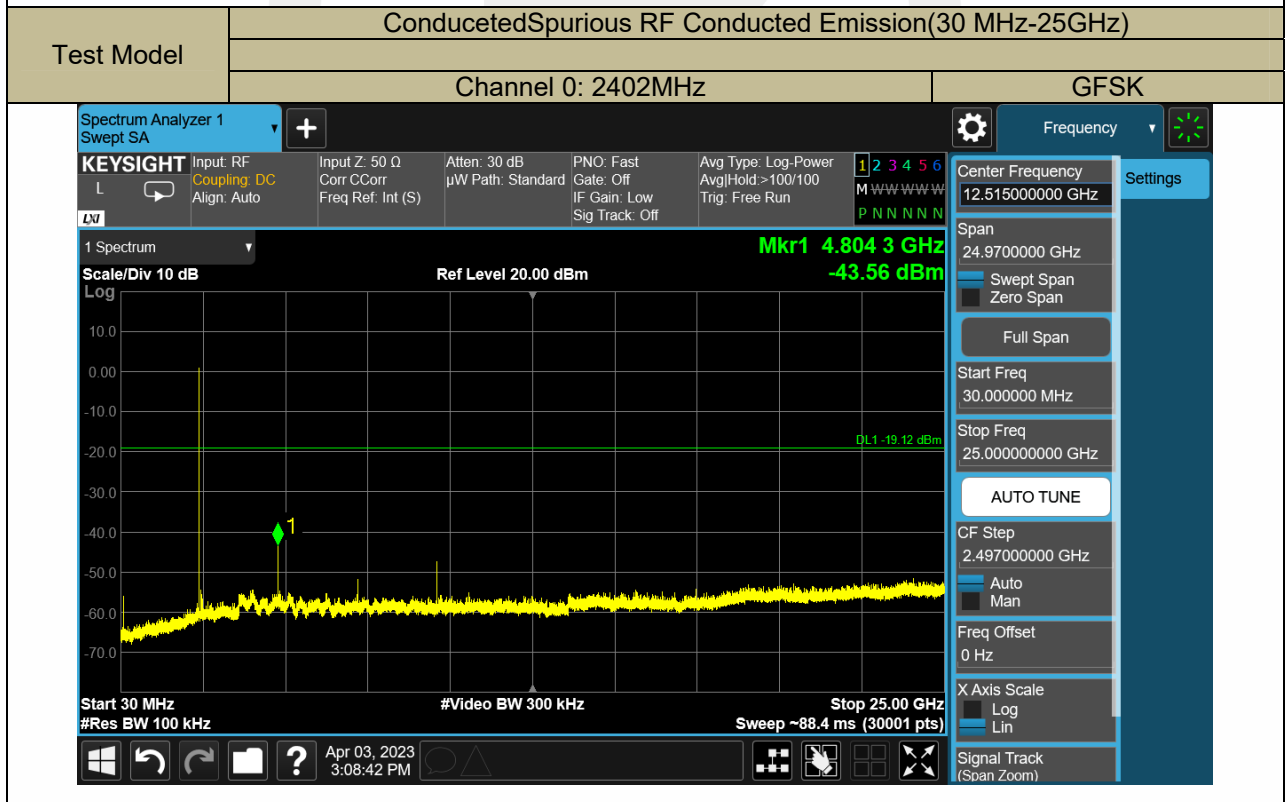 ConducetedSpurious RF Conducted Emission(30 MHz-25GHz)
Test Model
Channel 0: 2402MHz GFSK
Spectrum Analyzer 1
Swept SA
Frequency
KEYSIGHT
L
LXI
Input: RF
Coupling: DC
Align: Auto
Input Z: 50 Ω
Corr CCorr
Freq Ref: Int (S)
Atten: 30 dB
µW Path: Standard
PNO: Fast
Gate: Off
IF Gain: Low
Sig Track: Off
Avg Type: Log-Power
Avg|Hold:>100/100
Trig: Free Run
1 2 3 4 5 6
M W W W W W
P N N N N N
1 Spectrum
Mkr1 4.804 3 GHz
-43.56 dBm
Scale/Div 10 dB
Ref Level 20.00 dBm
Log
10.0
0.00
-10.0
-20.0
-30.0
-40.0
-50.0
-60.0
-70.0
DL1 -19.12 dBm
1
Start 30 MHz
#Video BW 300 kHz
Stop 25.00 GHz
#Res BW 100 kHz
Sweep ~88.4 ms (30001 pts)
Center Frequency
12.515000000 GHz
Settings
Span
24.9700000 GHz
Swept Span
Zero Span
Full Span
Start Freq
30.000000 MHz
Stop Freq
25.000000000 GHz
AUTO TUNE
CF Step
2.497000000 GHz
Auto
Man
Freq Offset
0 Hz
X Axis Scale
Log
Lin
Signal Track
(Span Zoom)
?
Apr 03, 2023
3:08:42 PM